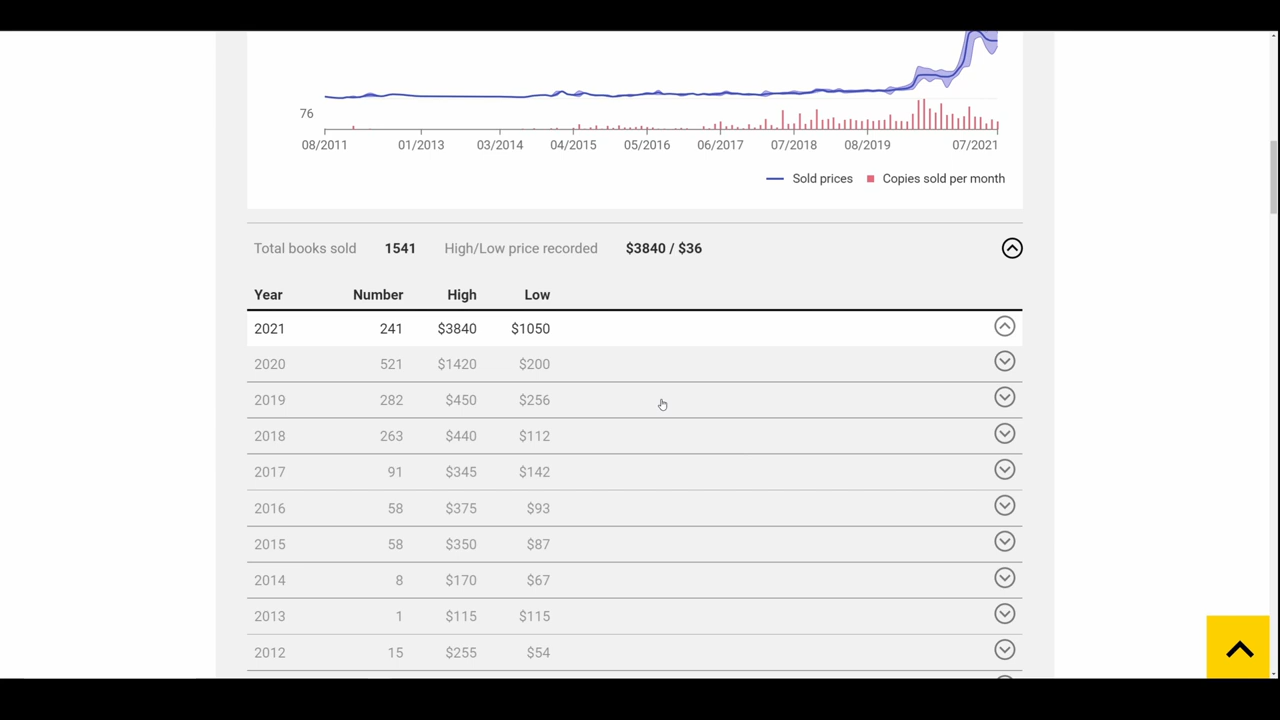 76
08/2011 01/2013 03/2014 04/2015 05/2016 06/2017 07/2018 08/2019 07/2021
Sold prices Copies sold per month
Total books sold 1541 High/Low price recorded $3840 / $36
Year Number High Low
2021 241 $3840 $1050
2020 521 $1420 $200
2019 282 $450 $256
2018 263 $440 $112
2017 91 $345 $142
2016 58 $375 $93
2015 58 $350 $87
2014 8 $170 $67
2013 1 $115 $115
2012 15 $255 $54